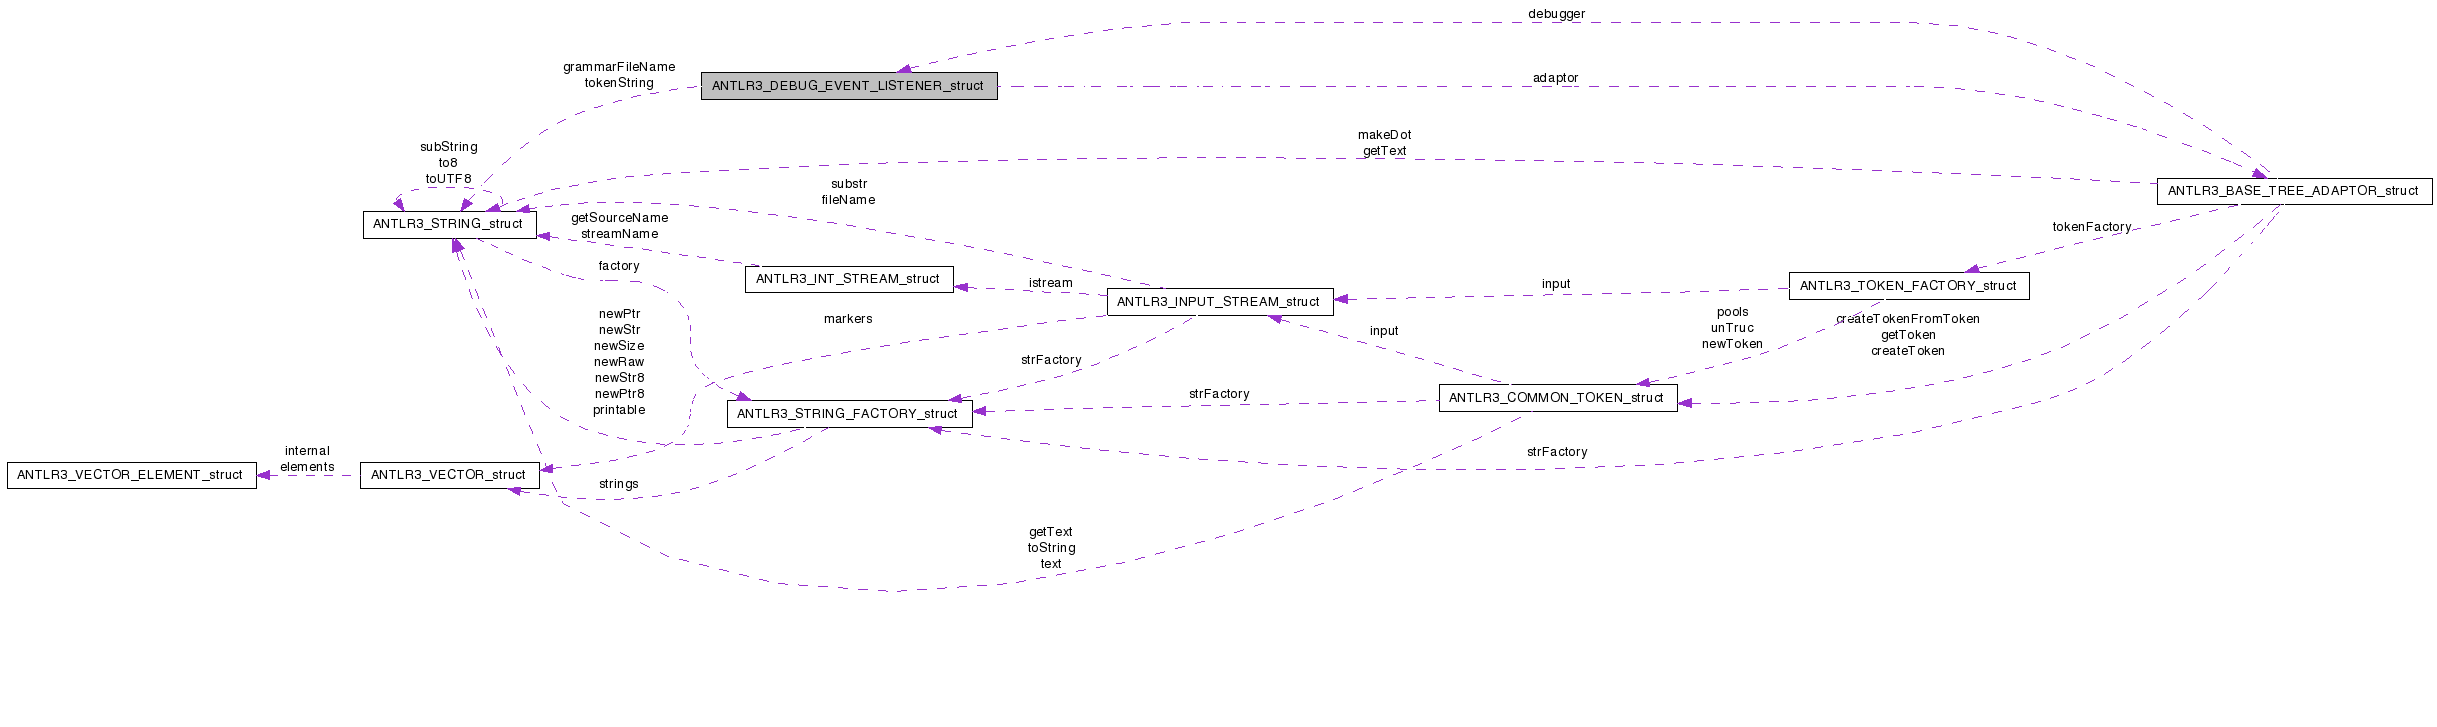 debugger
grammarFileName
tokenString
ANTLR3_DEBUG_EVENT_LISTENER_struct
adaptor
subString
to8
toUTF8
makeDot
getText
substr
fileName
ANTLR3_BASE_TREE_ADAPTOR_struct
ANTLR3_STRING_struct
getSourceName
streamName
tokenFactory
factory
ANTLR3_INT_STREAM_struct
istream
ANTLR3_INPUT_STREAM_struct
input
ANTLR3_TOKEN_FACTORY_struct
newPtr
newStr
newSize
newRaw
newStr8
newPtr8
printable
markers
strFactory
input
pools
unTruc
newToken
createTokenFromToken
getToken
createToken
ANTLR3_STRING_FACTORY_struct
strFactory
ANTLR3_COMMON_TOKEN_struct
internal
elements
ANTLR3_VECTOR_ELEMENT_struct
ANTLR3_VECTOR_struct
strings
strFactory
getText
toString
text